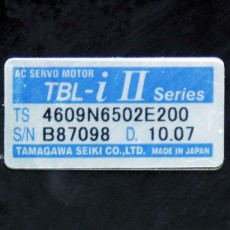 AC SERVO MOTOR
TBL-i II Series
TS 4609N6502E200
S/N B87098 D. 10.07
TAMAGAWA SEIKI CO.,LTD. MADE IN JAPAN